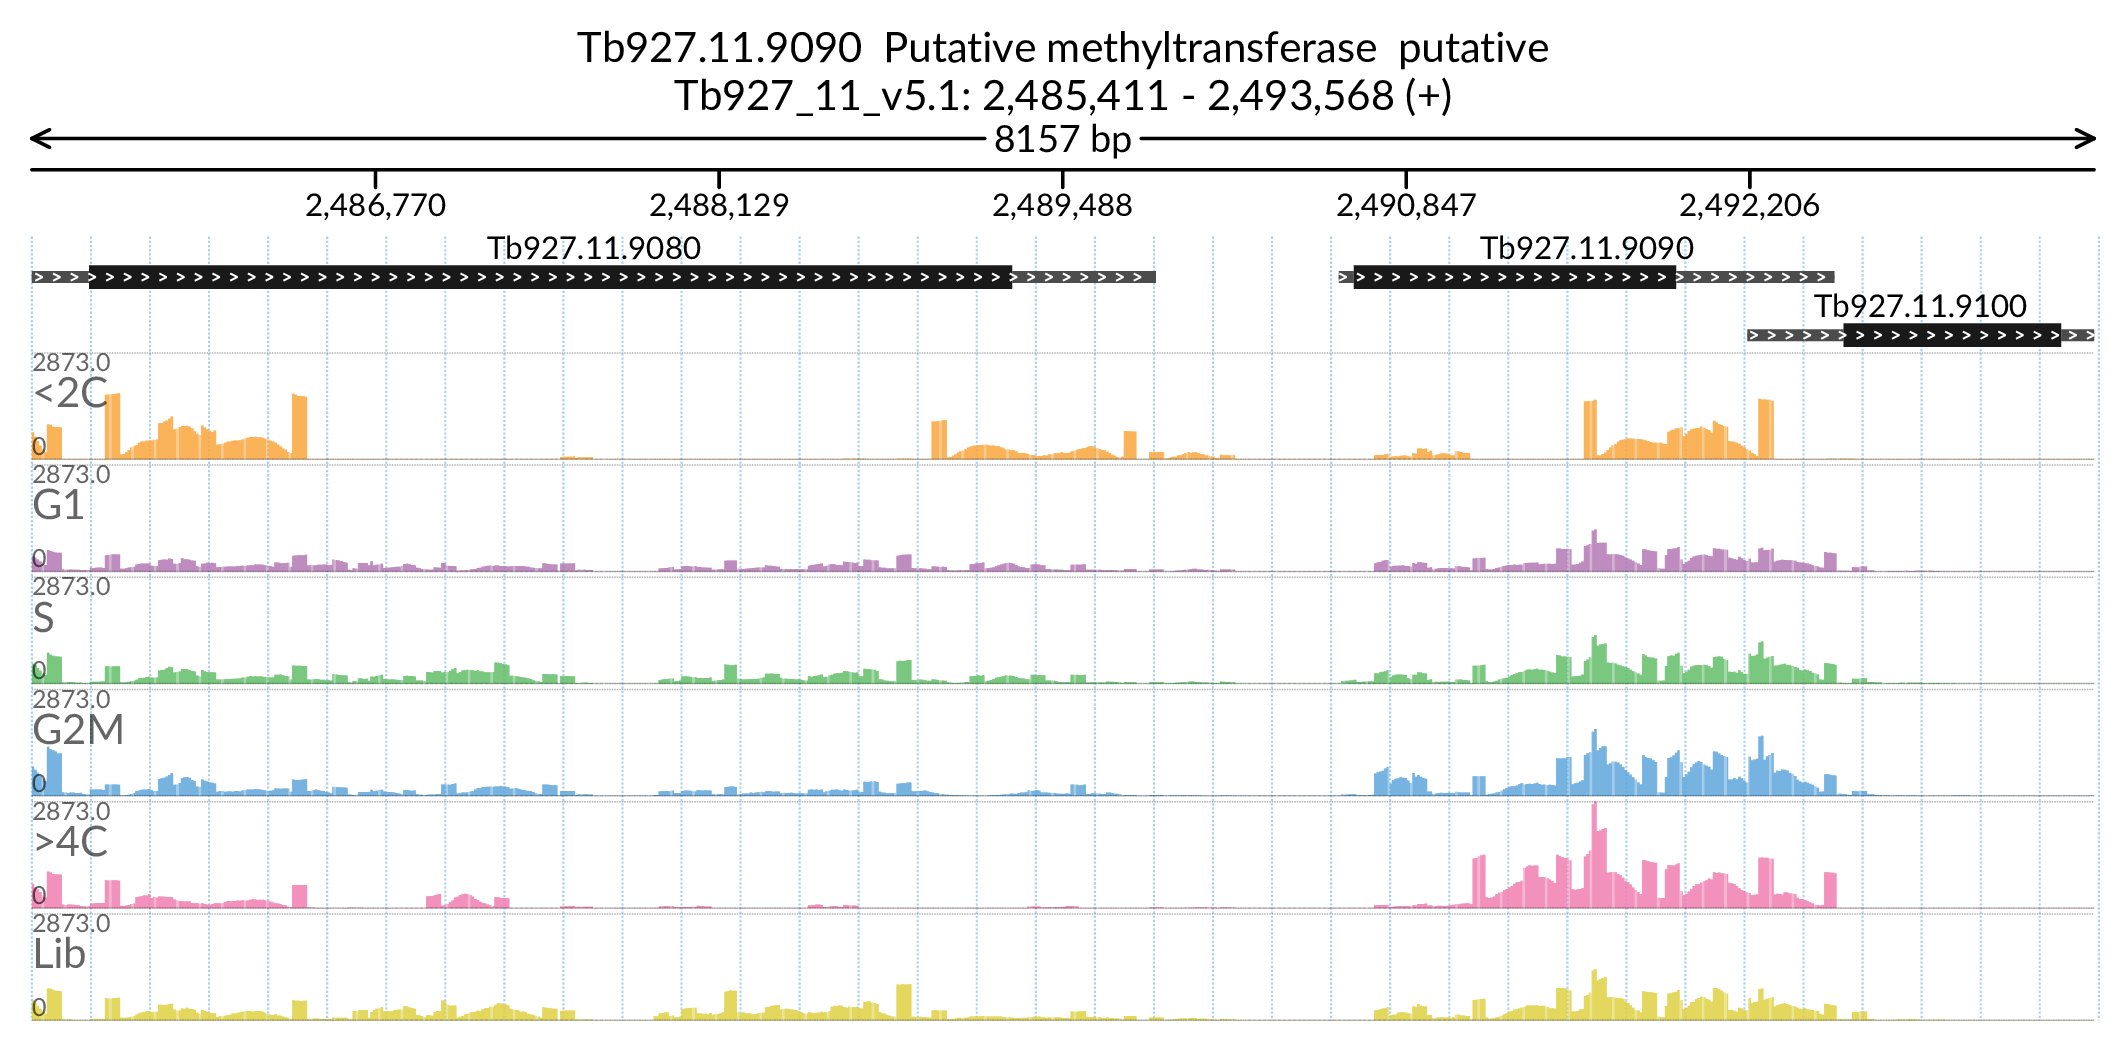 Tb927.11.9090  Putative methyltransferase  putative
Tb927_11_v5.1: 2,485,411 - 2,493,568 (+)
8157 bp
2,486,770 2,488,129 2,489,488 2,490,847 2,492,206
Tb927.11.9080 Tb927.11.9090
Tb927.11.9100
2873.0
<2C
0
2873.0
G1
0
2873.0
S
0
2873.0
G2M
0
2873.0
>4C
0
2873.0
Lib
0